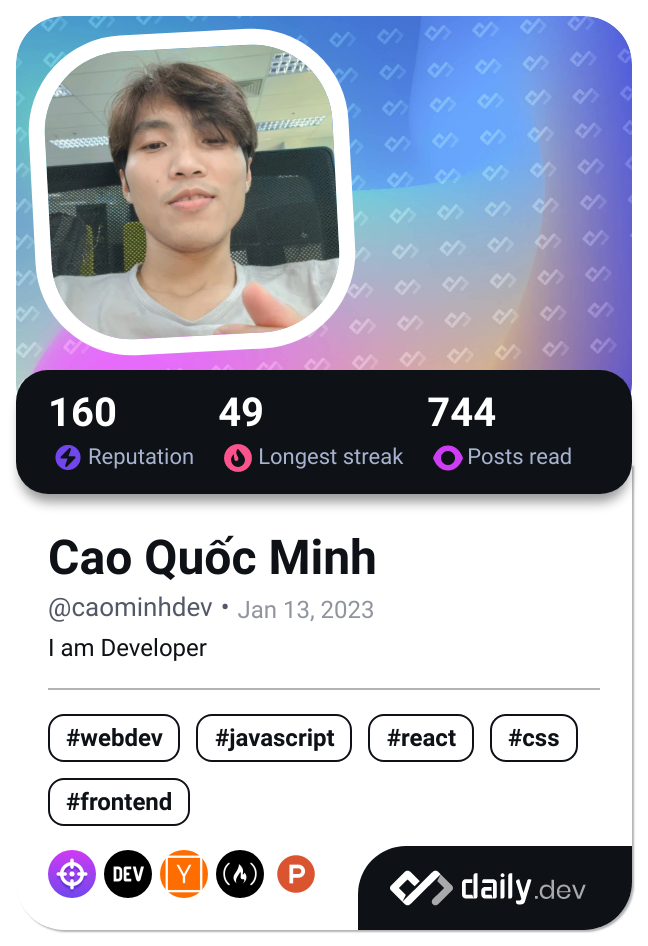 160 49 744
Reputation Longest streak Posts read
Cao Quốc Minh
@caominhdev • Jan 13, 2023
I am Developer
#webdev #javascript #react #css
#frontend
DEV Y P
daily.dev